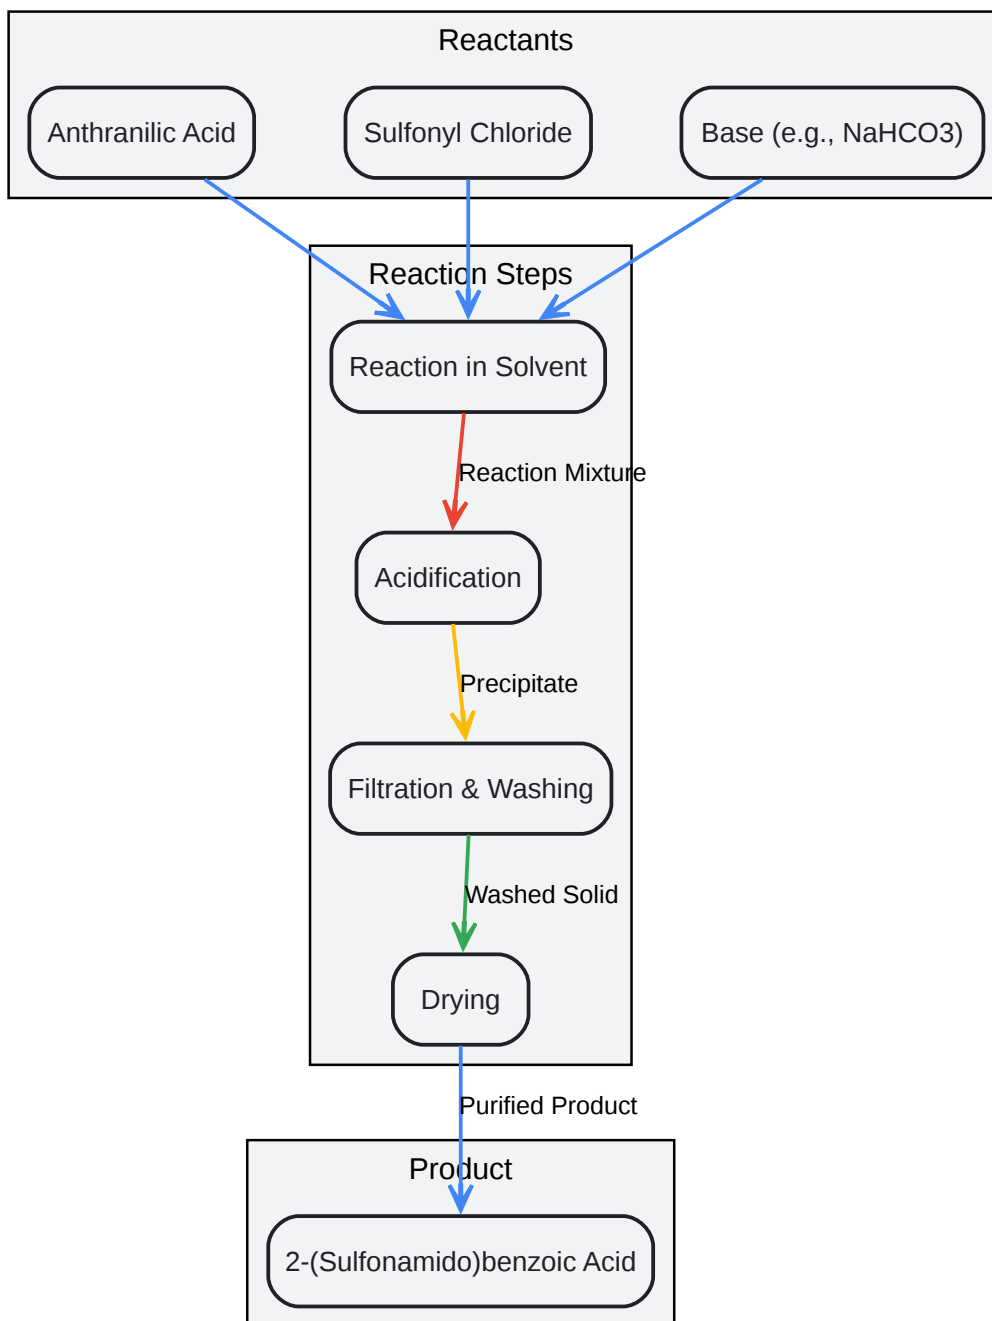 Reactants
Anthranilic Acid
Sulfonyl Chloride
Base (e.g., NaHCO3)
Reaction Steps
Reaction in Solvent
Reaction Mixture
Acidification
Precipitate
Filtration & Washing
Washed Solid
Drying
Purified Product
Product
2-(Sulfonamido)benzoic Acid